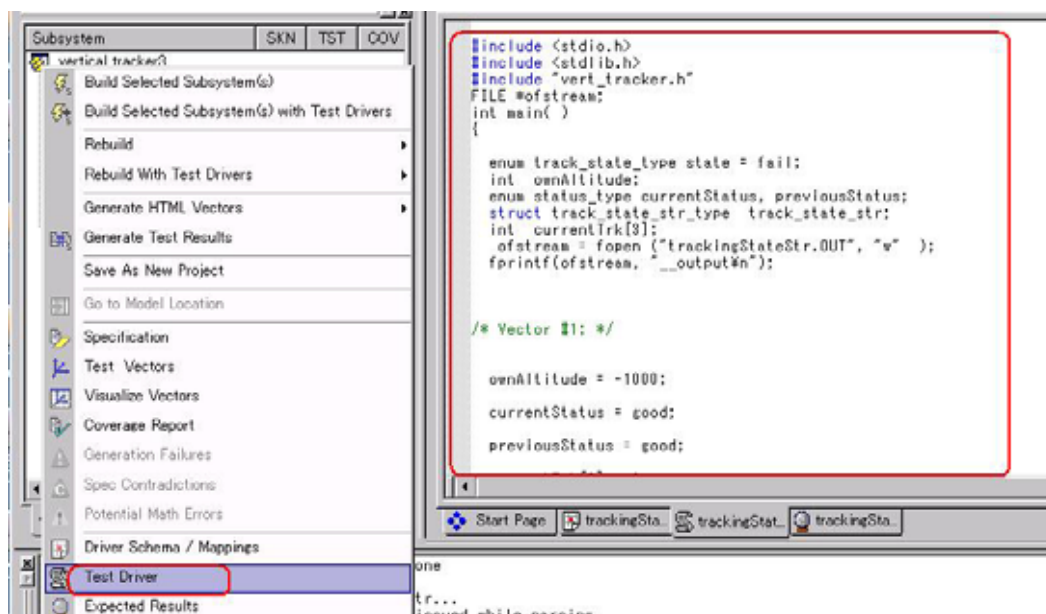 Subsystem SKN TST COV
vertical tracker3
Build Selected Subsystem(s)
Build Selected Subsystem(s) with Test Drivers
Rebuild
Rebuild With Test Drivers
Generate HTML Vectors
Generate Test Results
Save As New Project
Go to Model Location
Specification
Test Vectors
Visualize Vectors
Coverage Report
Generation Failures
Spec Contradictions
Potential Math Errors
Driver Schema / Mappings
Test Driver
Expected Results
#include <stdio.h>
#include <stdlib.h>
#include "vert_tracker.h"
FILE *ofstream;
int main( )
{
enum track_state_type state = fail;
int ownAltitude;
enum status_type currentStatus, previousStatus;
struct track_state_str_type track_state_str;
int currentTrk[3];
ofstream = fopen ("trackingStateStr.OUT", "w" );
fprintf(ofstream, "__output¥n");
/* Vector #1: */
ownAltitude = -1000;
currentStatus = good;
previousStatus = good;
Start Page trackingSta... trackingStat... trackingSta...
one
tr...
issued while parsing